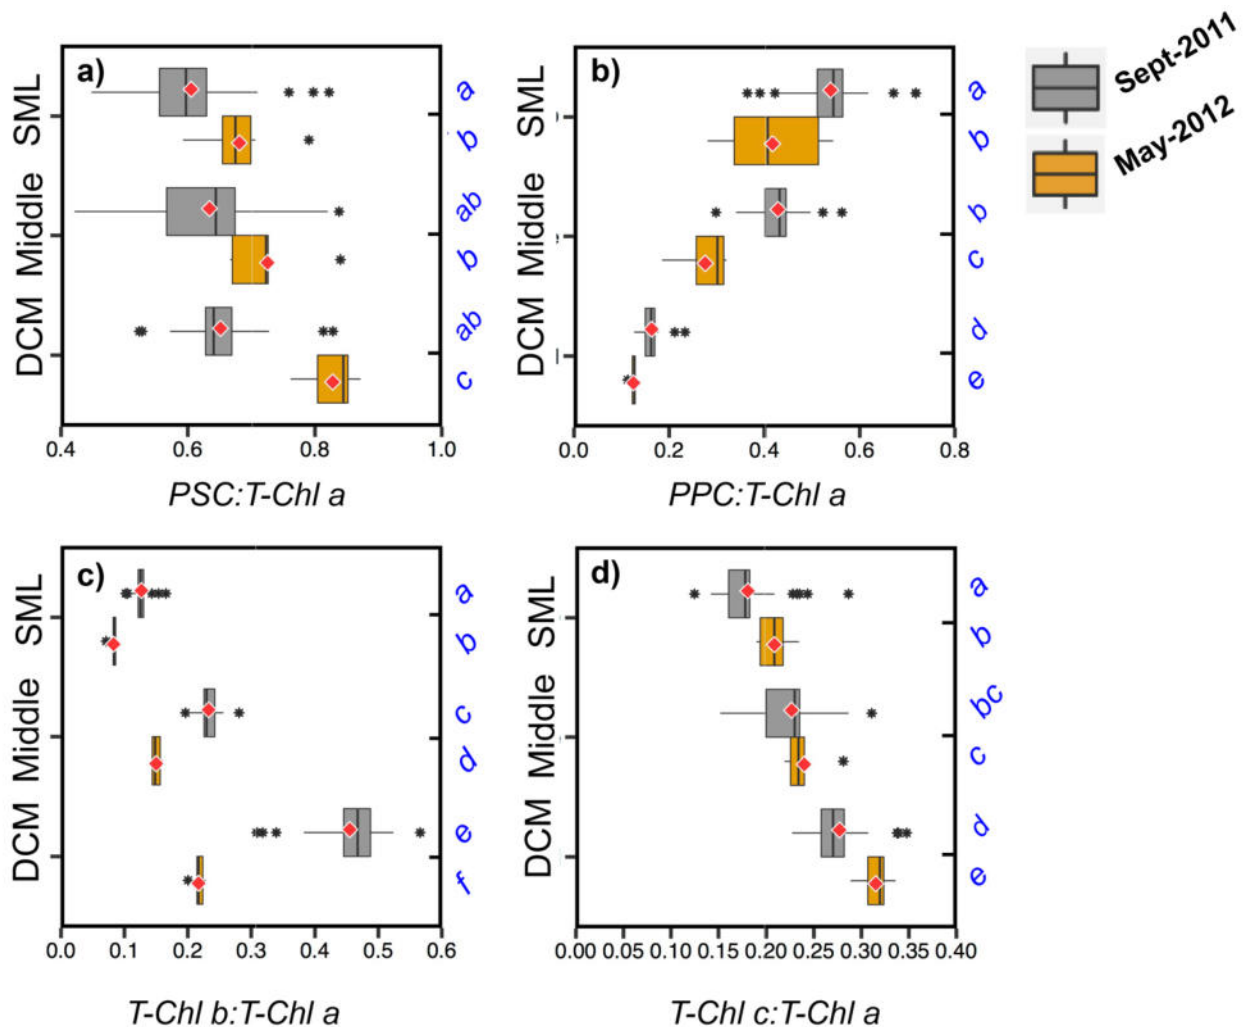 a)
SML
Middle
DCM
a
b
ab
b
ab
c
0.4 0.6 0.8 1.0
PSC:T-Chl a
b)
SML
Middle
DCM
a
b
b
c
d
e
0.0 0.2 0.4 0.6 0.8
PPC:T-Chl a
Sept-2011
May-2012
c)
SML
Middle
DCM
a
b
c
d
e
f
0.0 0.1 0.2 0.3 0.4 0.5 0.6
T-Chl b:T-Chl a
d)
SML
Middle
DCM
a
b
bc
c
d
e
0.00 0.05 0.10 0.15 0.20 0.25 0.30 0.35 0.40
T-Chl c:T-Chl a